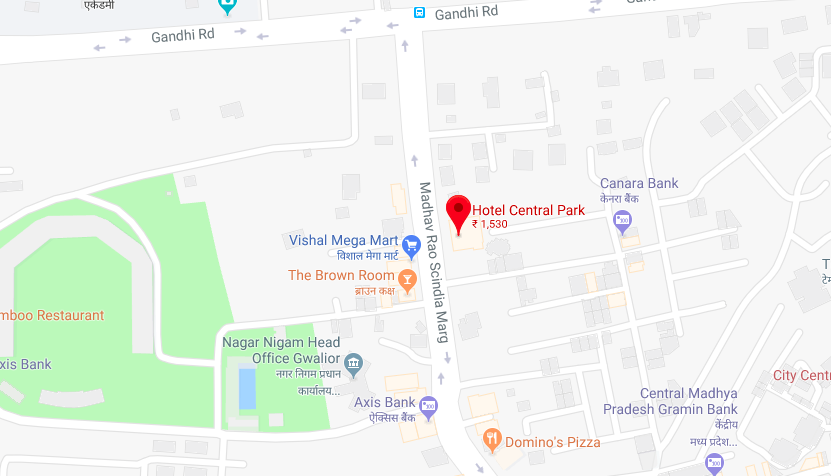 एकेडमी
Gandhi Rd
Gandhi Rd
Madhav Rao Scindia Marg
Canara Bank
केनरा बैंक
Hotel Central Park
₹ 1,530
Vishal Mega Mart
विशाल मेगा मार्ट
The Brown Room
ब्राउन कक्ष
mboo Restaurant
Nagar Nigam Head
Office Gwalior
नगर निगम प्रधान
कार्यालय...
xis Bank
City Centr
Axis Bank
ऐक्सिस बैंक
Central Madhya
Pradesh Gramin Bank
केंद्रीय
मध्य प्रदेश...
Domino's Pizza